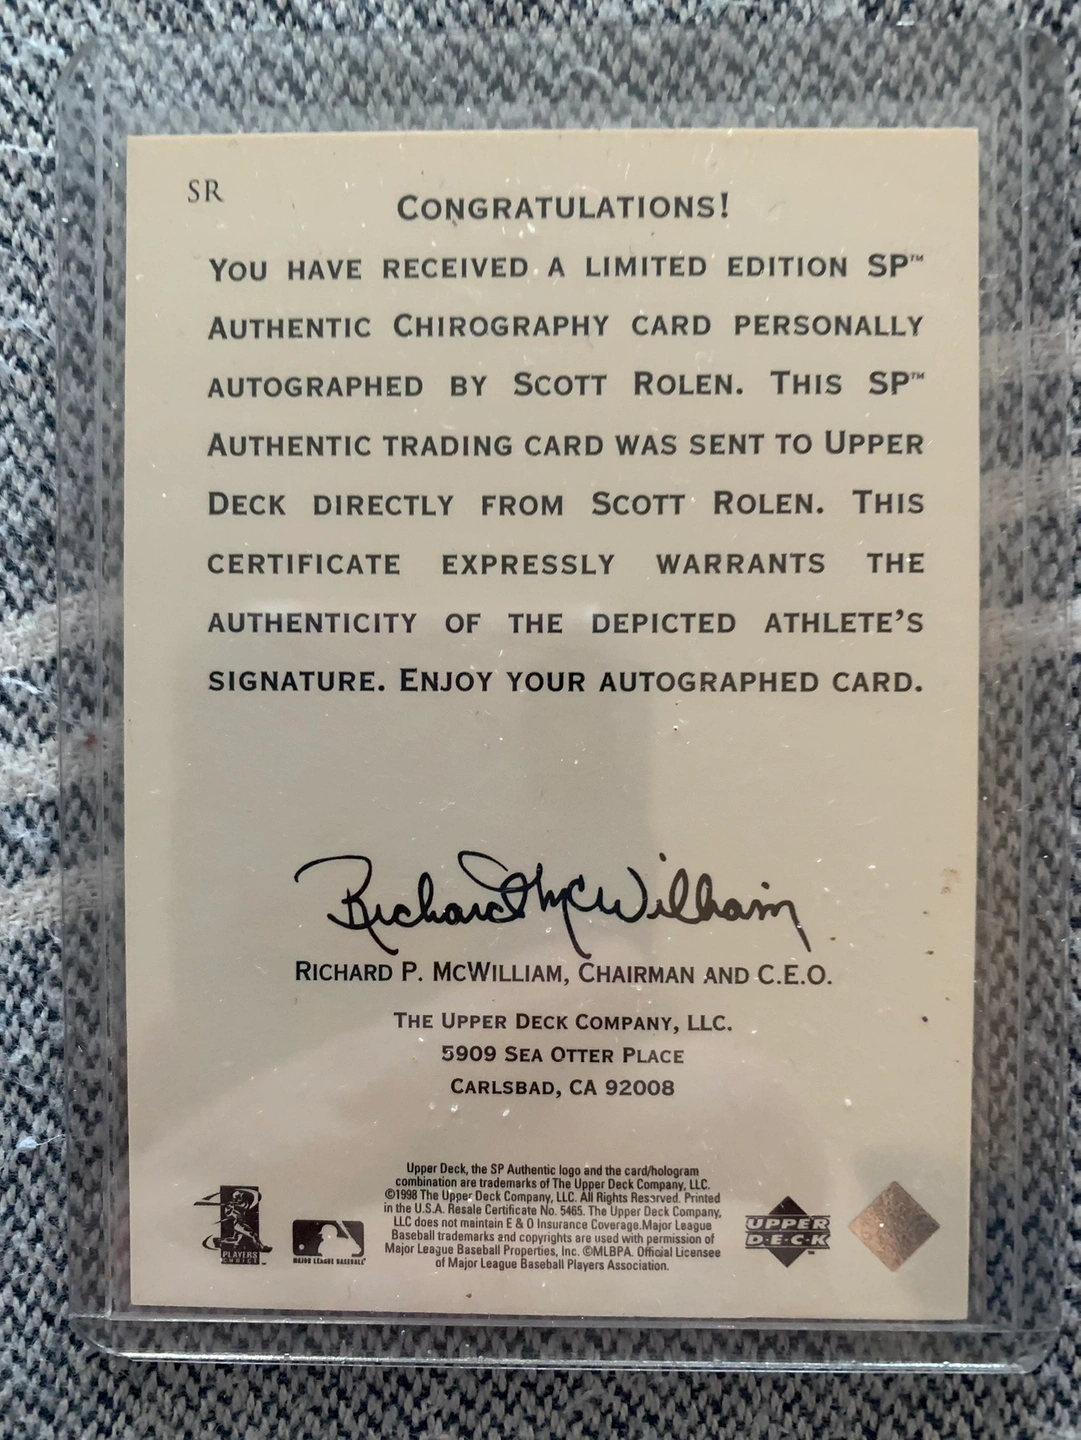 SR
CONGRATULATIONS!
YOU HAVE RECEIVED A LIMITED EDITION SP™
AUTHENTIC CHIROGRAPHY CARD PERSONALLY
AUTOGRAPHED BY SCOTT ROLEN. THIS SP™
AUTHENTIC TRADING CARD WAS SENT TO UPPER
DECK DIRECTLY FROM SCOTT ROLEN. THIS
CERTIFICATE EXPRESSLY WARRANTS THE
AUTHENTICITY OF THE DEPICTED ATHLETE'S
SIGNATURE. ENJOY YOUR AUTOGRAPHED CARD.
Richard P McWilliam
RICHARD P. MCWILLIAM, CHAIRMAN AND C.E.O.
THE UPPER DECK COMPANY, LLC.
5909 SEA OTTER PLACE
CARLSBAD, CA 92008
Upper Deck, the SP Authentic logo and the card/hologram
combination are trademarks of The Upper Deck Company, LLC.
©1998 The Upper Deck Company, LLC. All Rights Reserved. Printed
in the U.S.A. Resale Certificate No. 5465. The Upper Deck Company,
LLC does not maintain E & O Insurance Coverage.Major League
Baseball trademarks and copyrights are used with permission of
Major League Baseball Properties, Inc. ©MLBPA. Official Licensee
of Major League Baseball Players Association.
PLAYERS
CHOICE
MAJOR LEAGUE BASEBALL
UPPER
D·E·C·K